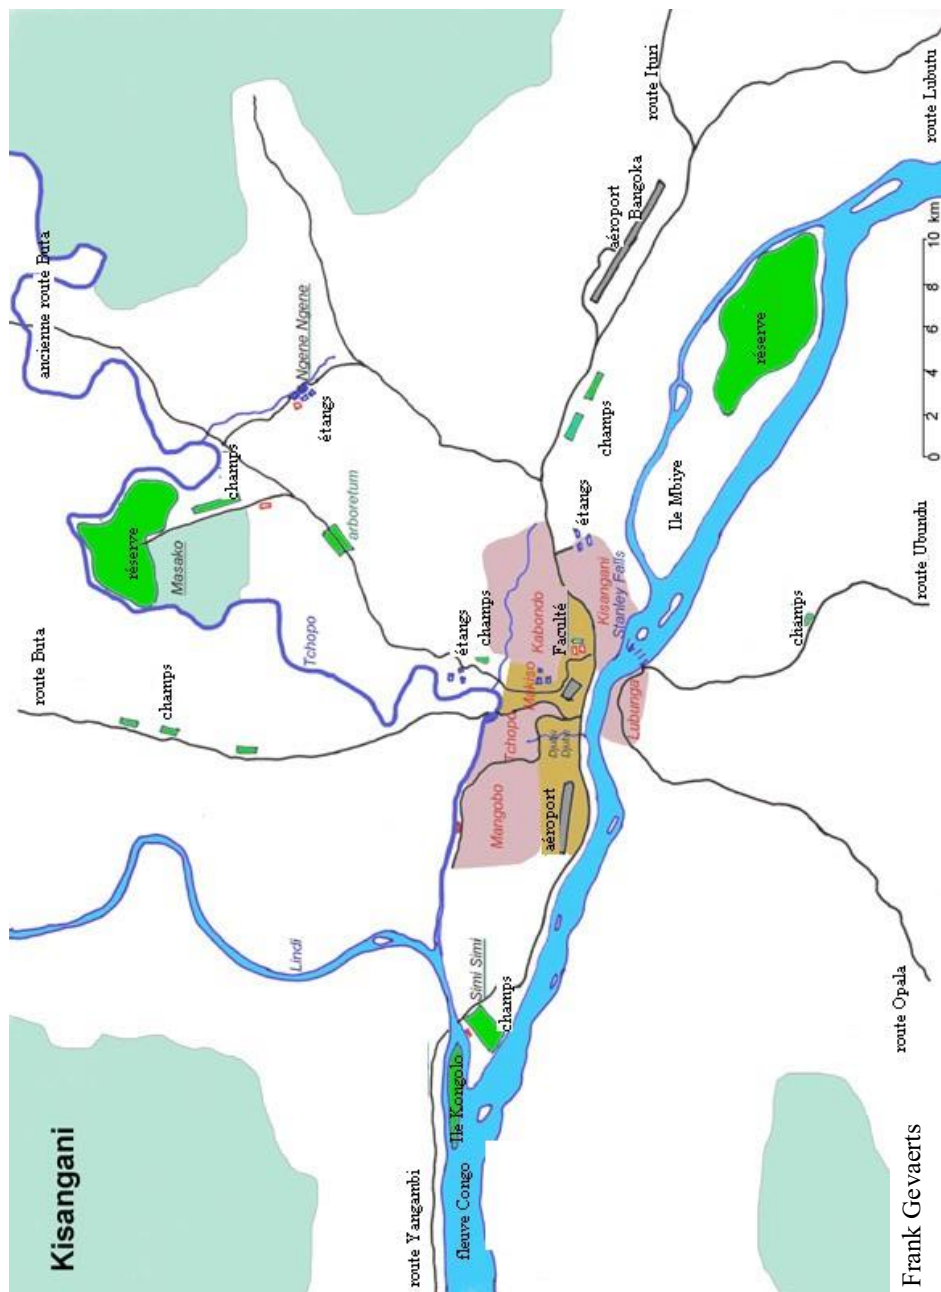 Kisangani
route Buta
ancienne route Buta
réserve
champs
Masako
champs
Lindi
Ngene Ngene
Tchopo
étangs
arboretum
route Yangambi
Ile Kongolo
fleuve Congo
étangs
champs
Simi Simi
Mangobo
champs
Tchopo
Makiso
Kabondo
aéroport
Faculté
étangs
Kisangani
champs
aéroport
Bangoka
Stanley Falls
Lubunga
route Ituri
Ile Mbiye
réserve
champs
route Lubutu
route Opala
route Ubundu
0 2 4 6 8 10 km
Frank Gevaerts